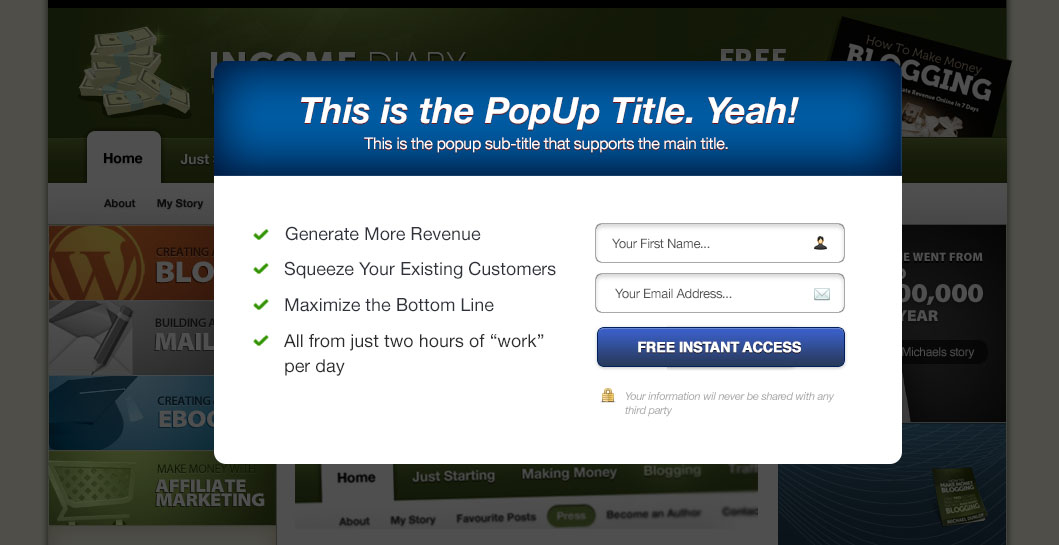 INCOME DIARY
FREE
How To Make Money
BLOGGING
Revenue Online in 7 Days
This is the PopUp Title. Yeah!
This is the popup sub-title that supports the main title.
Home
Just
About
My Story
CREATING
BLO
BUILDING A
MAIL
CREATING
EBO
MAKE MONEY WITH
AFFILIATE
MARKETING
Generate More Revenue
Squeeze Your Existing Customers
Maximize the Bottom Line
All from just two hours of “work”
per day
Your First Name...
Your Email Address...
FREE INSTANT ACCESS
Your information wil never be shared with any
third party
WENT FROM
00,000
YEAR
Michaels story
Home
Just Starting
Making Money
Blogging
Traf
About
My Story
Favourite Posts
Press
Become an Author
Contac
MAKE MONEY
BLOGGING